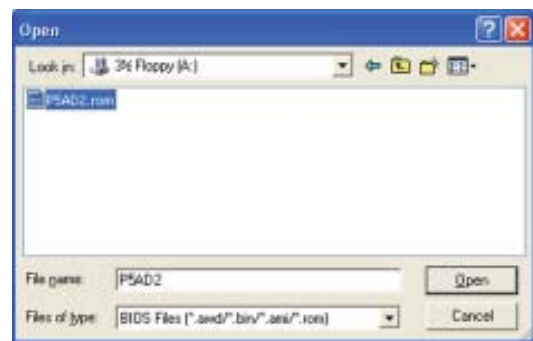 Open
Look in: 3½ Floppy (A:)
P5AD2.rom
File name: P5AD2 Open
Files of type: BIOS Files (*.awd/*.bin/*.ami/*.rom) Cancel